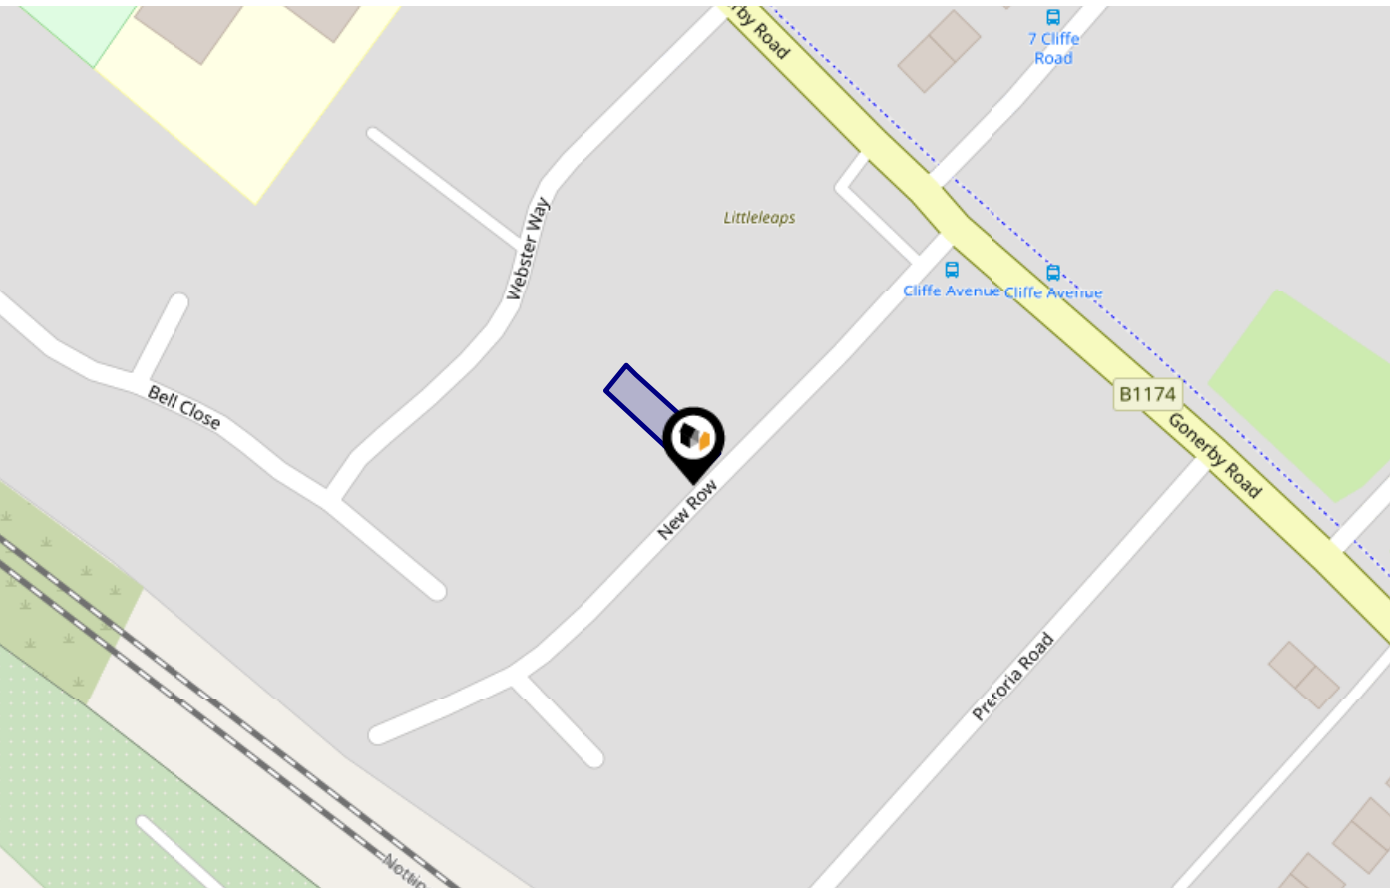 rby Road
7 Cliffe
Road
Webster Way
Littleleaps
Cliffe Avenue
Cliffe Avenue
Bell Close
B1174
Gonerby Road
New Row
Pretoria Road
Nottin